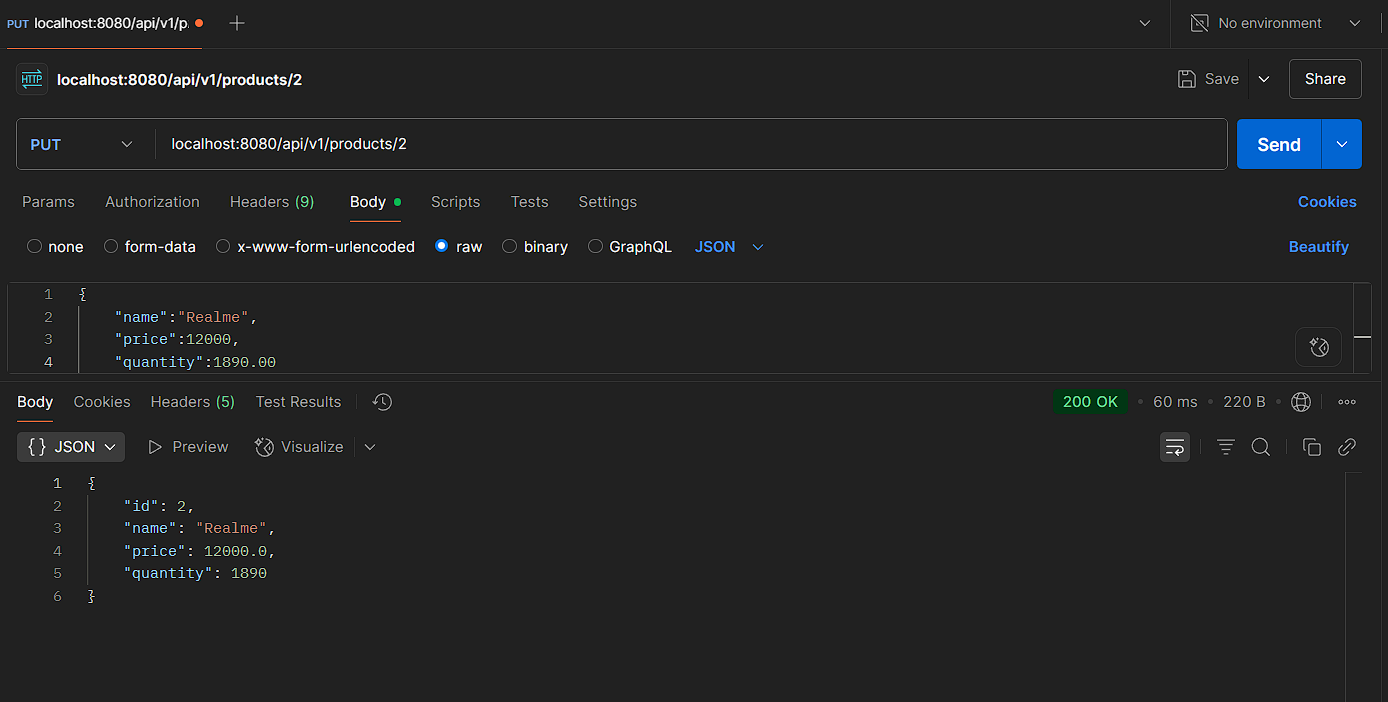 PUT localhost:8080/api/v1/p. No environment
HTTP localhost:8080/api/v1/products/2 Save Share
PUT localhost:8080/api/v1/products/2 Send
Params Authorization Headers (9) Body Scripts Tests Settings Cookies
none form-data x-www-form-urlencoded raw binary GraphQL JSON Beautify
1 {
2 "name":"Realme",
3 "price":12000,
4 "quantity":1890.00
Body Cookies Headers (5) Test Results 200 OK • 60 ms • 220 B •
{} JSON Preview Visualize
1 {
2 "id": 2,
3 "name": "Realme",
4 "price": 12000.0,
5 "quantity": 1890
6 }